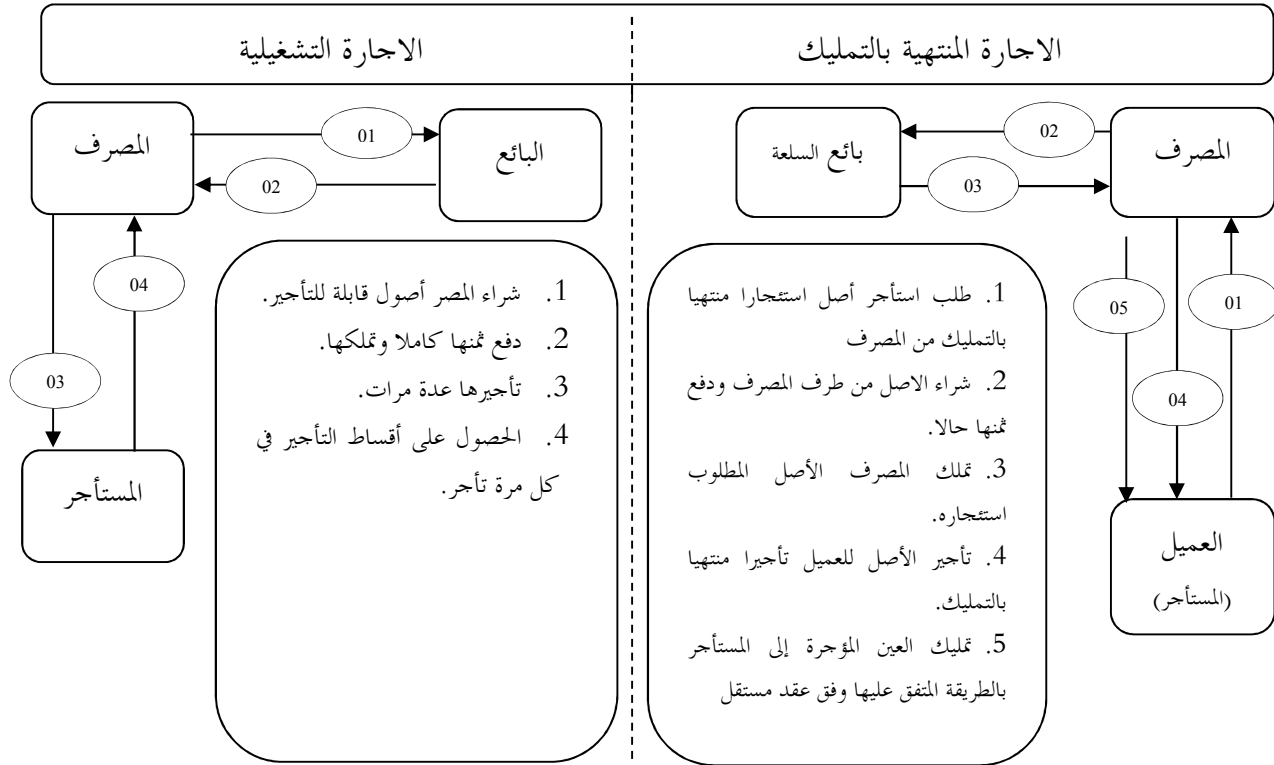 الاجارة المنتهية بالتمليك
الاجارة التشغيلية
المصرف
02
بائع السلعة
03
05
04
01
العميل
(المستأجر)
1. طلب استأجر أصل استئجارا منتهيا
بالتمليك من المصرف
2. شراء الاصل من طرف المصرف ودفع
ثمنها حالا.
3. تملك المصرف الأصل المطلوب
استئجاره.
4. تأجير الأصل للعميل تأجيرا منتهيا
بالتمليك.
5. تمليك العين المؤجرة إلى المستأجر
بالطريقة المتفق عليها وفق عقد مستقل
البائع
01
02
المصرف
04
03
المستأجر
1. شراء المصر أصول قابلة للتأجير.
2. دفع ثمنها كاملا وتملكها.
3. تأجيرها عدة مرات.
4. الحصول على أقساط التأجير في
كل مرة تأجر.